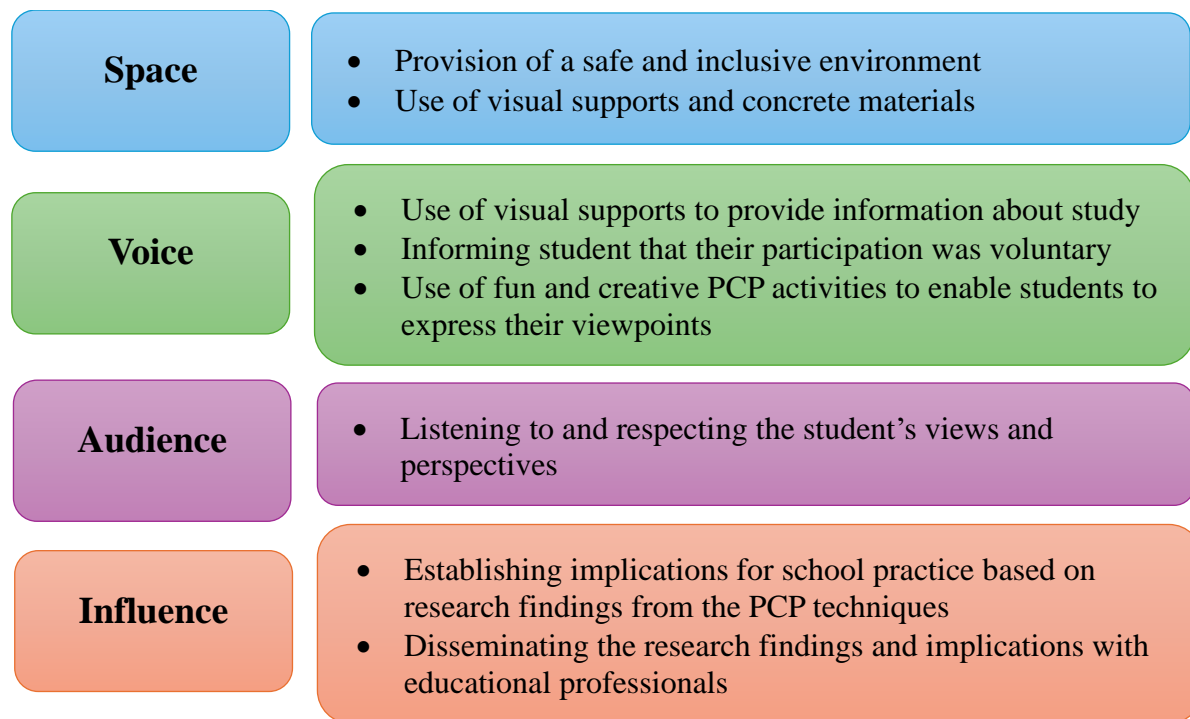 Space
• Provision of a safe and inclusive environment
• Use of visual supports and concrete materials
Voice
• Use of visual supports to provide information about study
• Informing student that their participation was voluntary
• Use of fun and creative PCP activities to enable students to
express their viewpoints
Audience
• Listening to and respecting the student’s views and
perspectives
Influence
• Establishing implications for school practice based on
research findings from the PCP techniques
• Disseminating the research findings and implications with
educational professionals